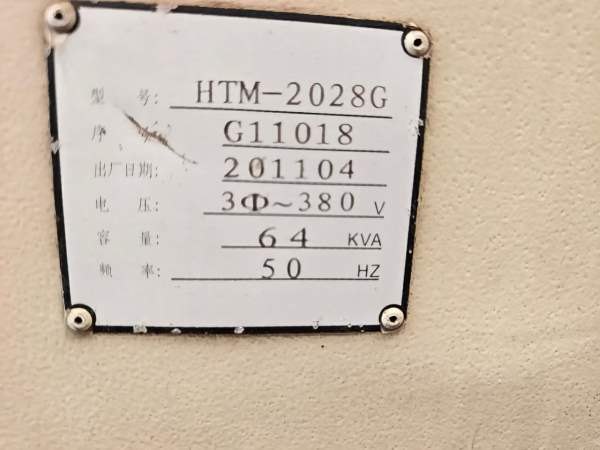 型 号: HTM-2028G
序 号: G11018
出厂日期: 201104
电 压: 3Φ~380 V
容 量: 64 KVA
频 率: 50 HZ